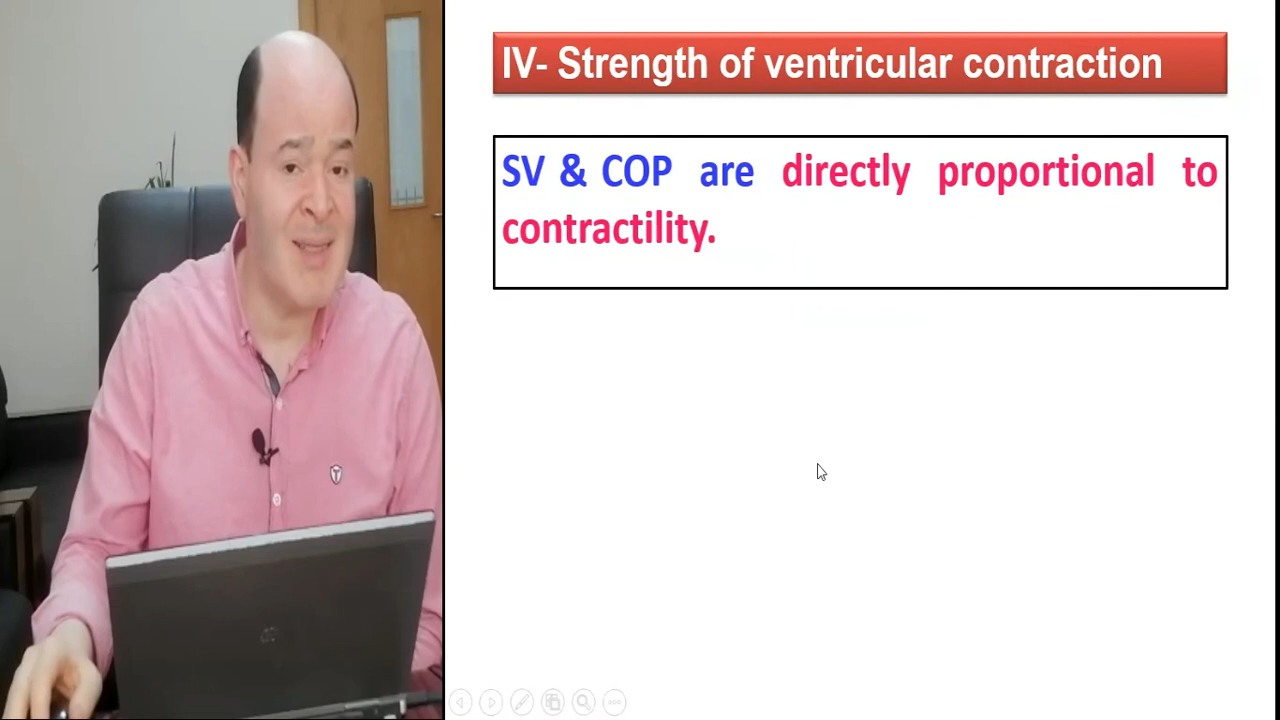 IV- Strength of ventricular contraction
SV & COP are directly proportional to
contractility.